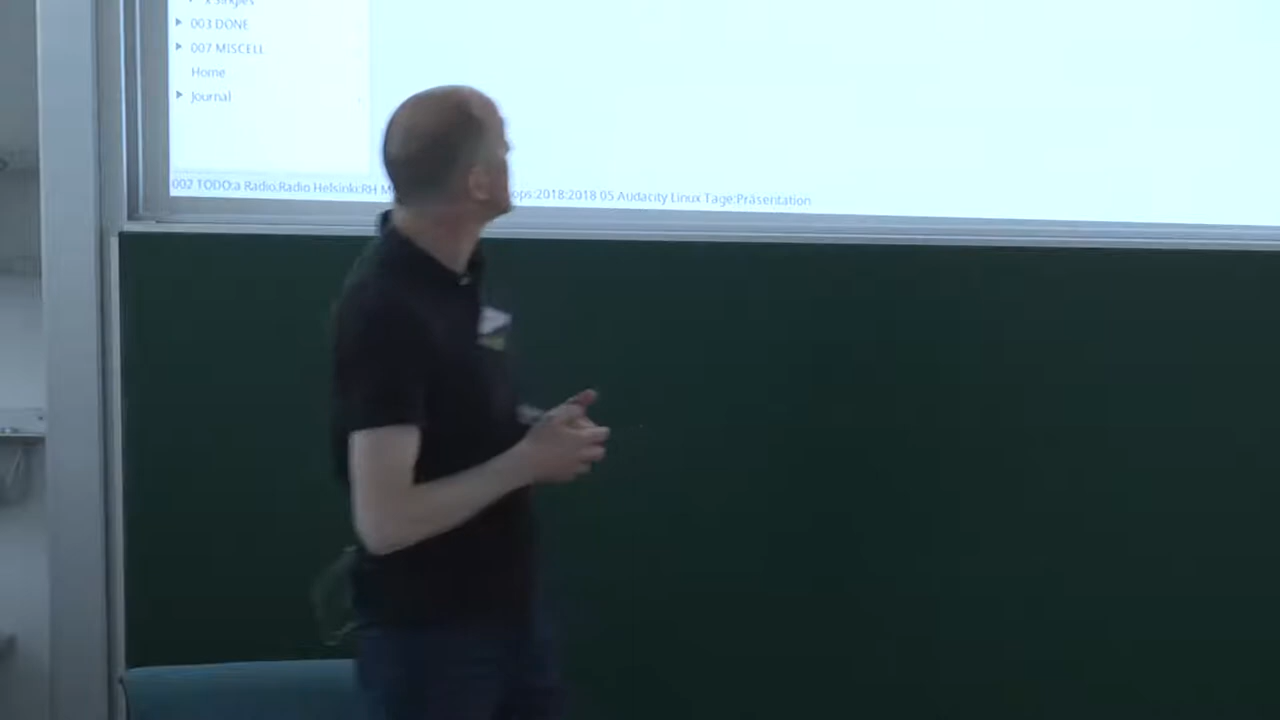 003 DONE
007 MISCELL
Home
Journal
002 TODO:a Radio:Radio Helsinki:RH ops:2018:2018 05 Audacity Linux Tage:Präsentation